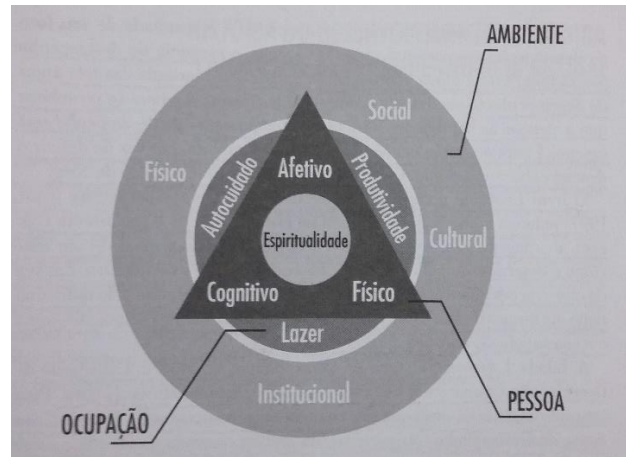 AMBIENTE
Social
Físico
Afetivo
Autocuidado
Produtividade
Espiritualidade
Cultural
Cognitivo
Físico
Lazer
Institucional
PESSOA
OCUPAÇÃO